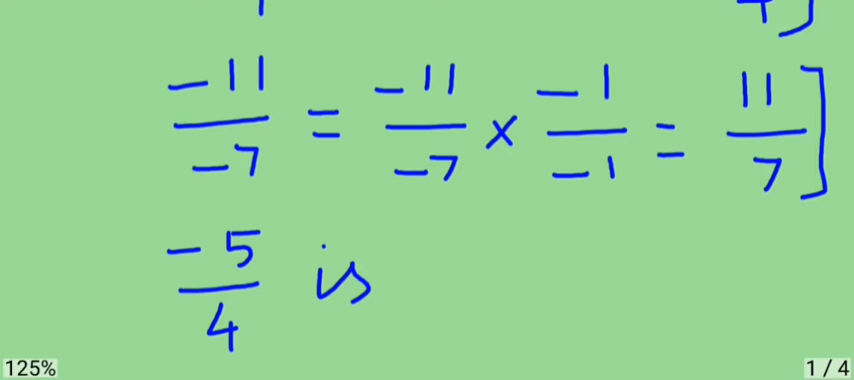 -11/-7 = -11/-7 × -1/-1 = 11/7]
-5/4 is
125%
1 / 4